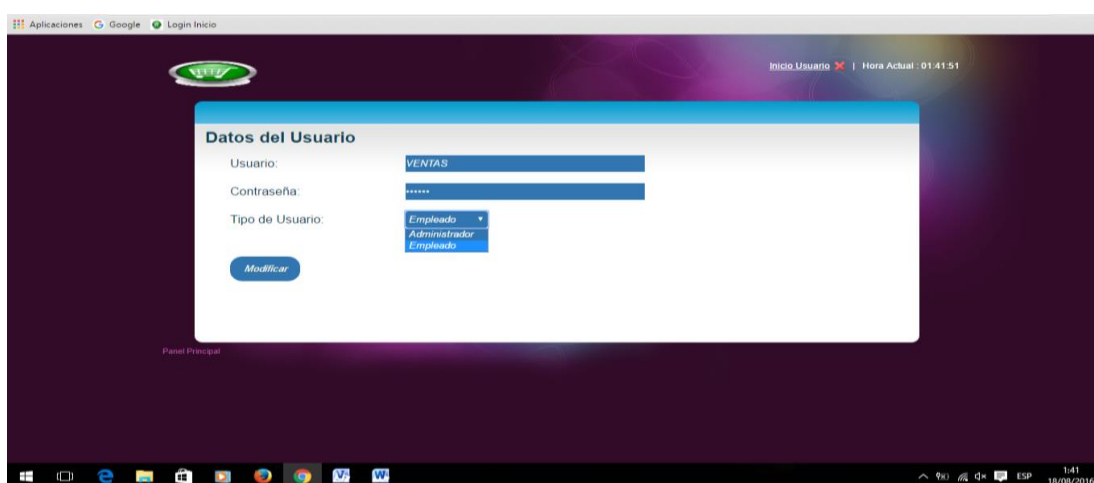 Aplicaciones Google Login Inicio
Inicio Usuario | Hora Actual : 01:41:51
Datos del Usuario
Usuario: VENTAS
Contraseña: ••••••
Tipo de Usuario: Empleado
Administrador
Empleado
Modificar
Panel Principal
ESP 1:41
18/08/2016